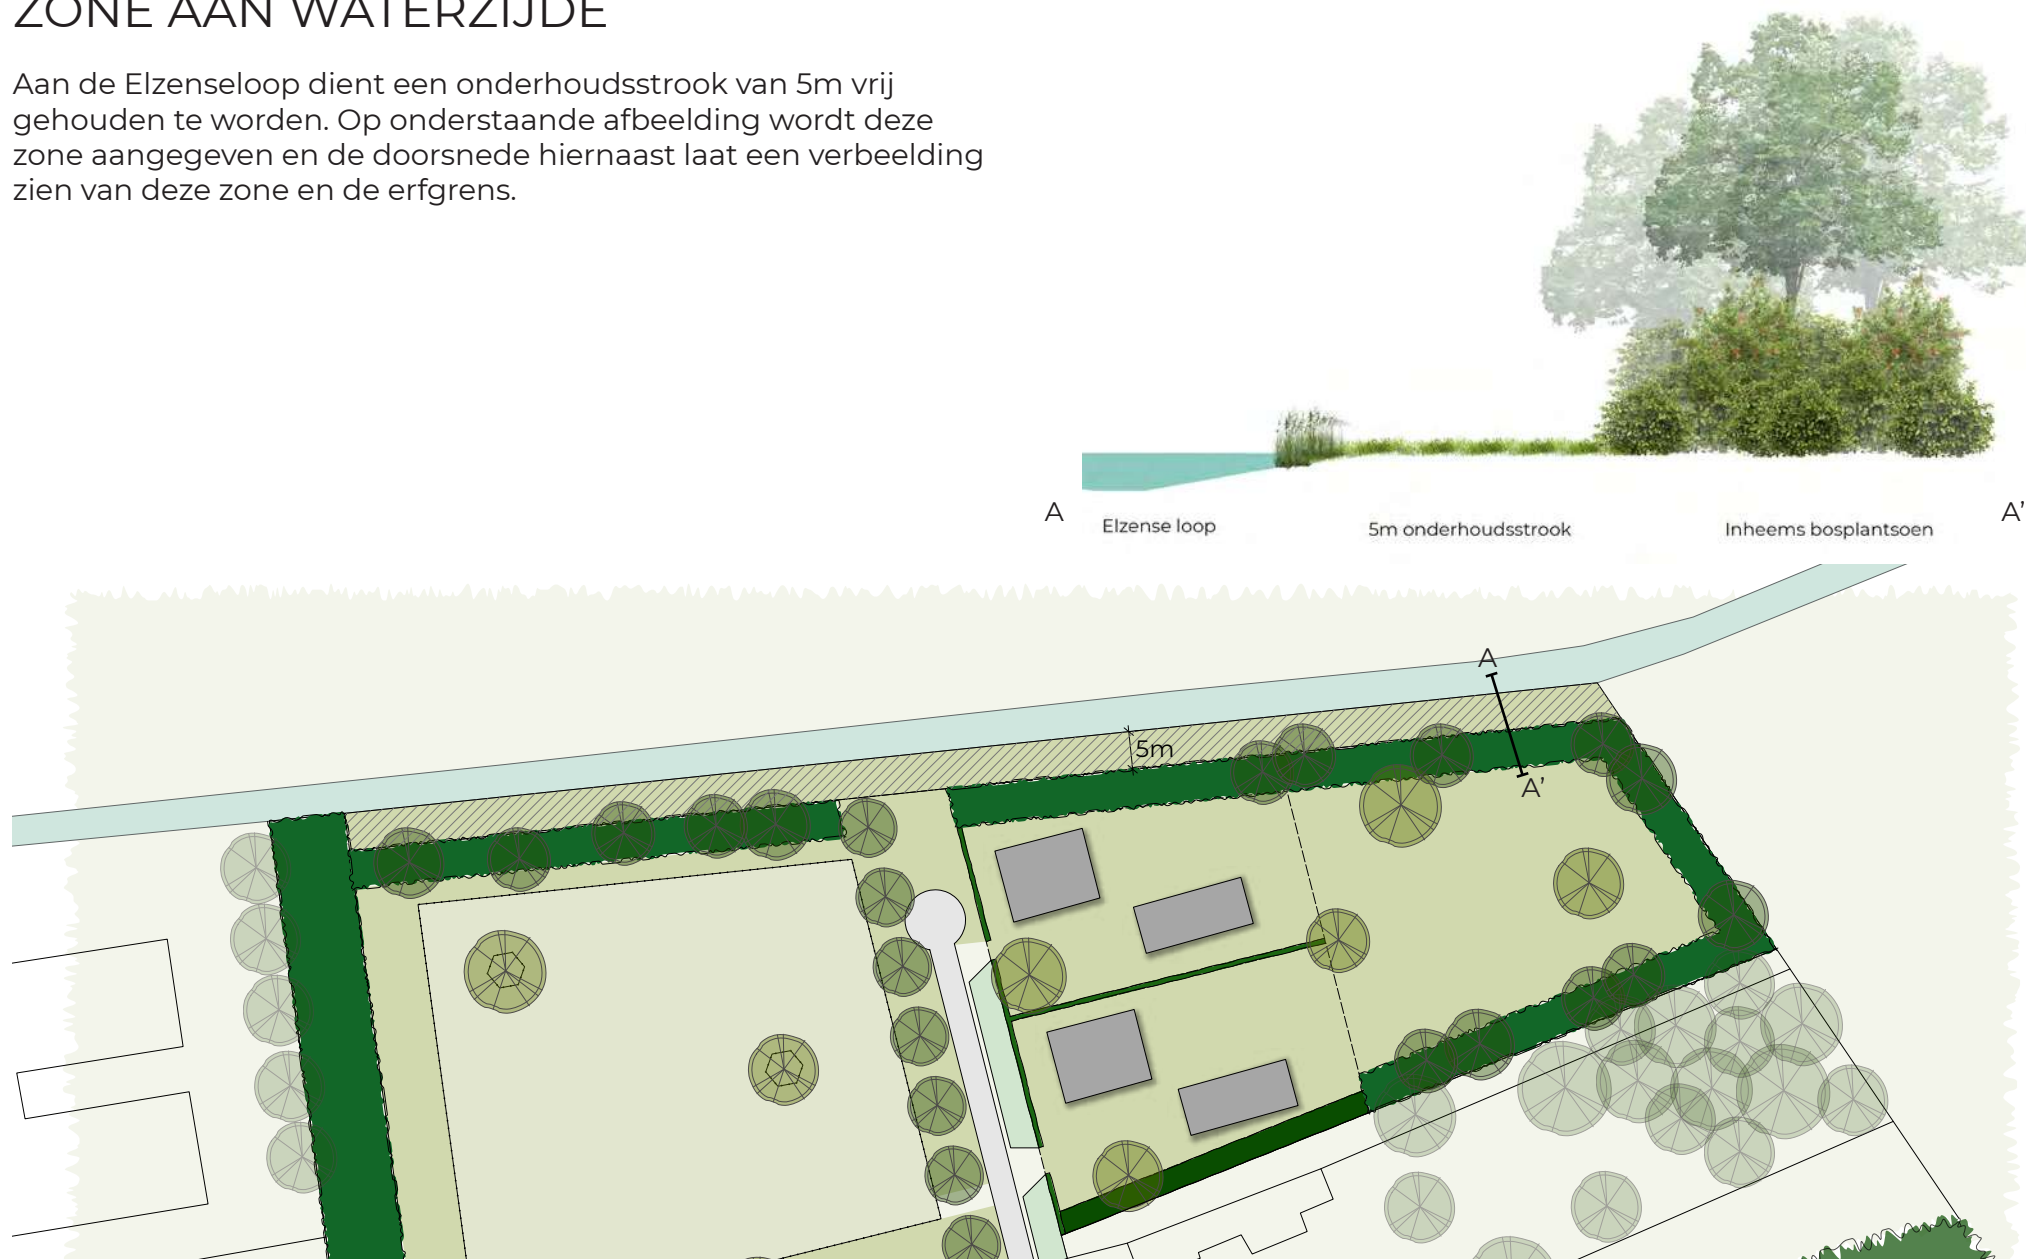 ZONE AAN WATERZIJDE
Aan de Elzenseloop dient een onderhoudsstrook van 5m vrij
gehouden te worden. Op onderstaande afbeelding wordt deze
zone aangegeven en de doorsnede hiernaast laat een verbeelding
zien van deze zone en de erfgrens.
A
Elzense loop
5m onderhoudsstrook
Inheems bosplantsoen
A’
A
5m
A’